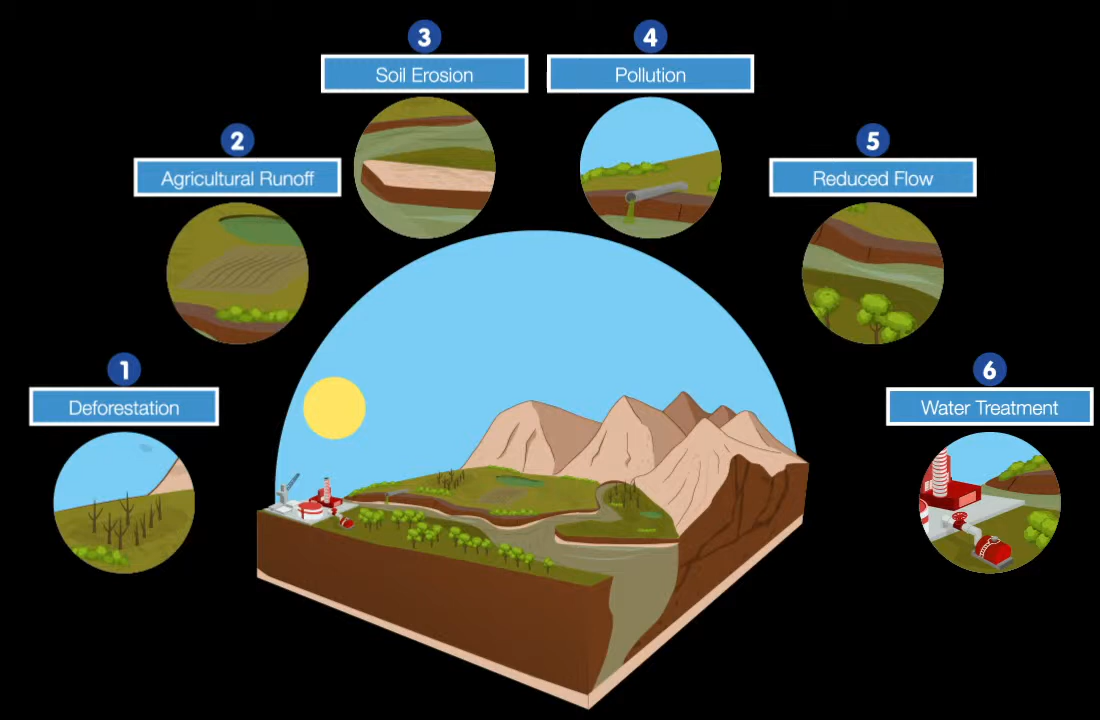 1
Deforestation
2
Agricultural Runoff
3
Soil Erosion
4
Pollution
5
Reduced Flow
6
Water Treatment